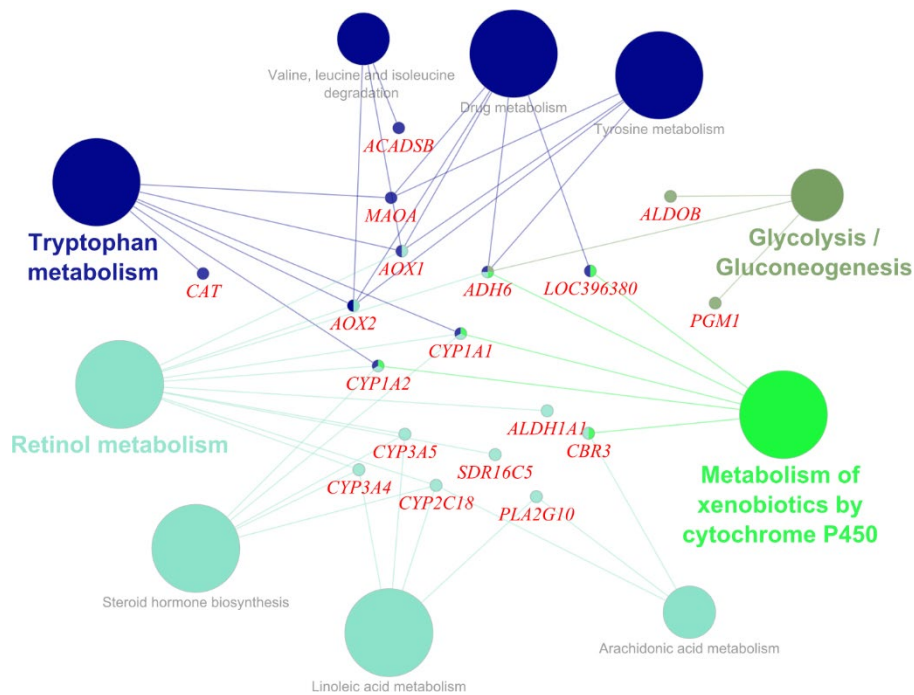 Valine, leucine and isoleucine
degradation
Drug metabolism
Tyrosine metabolism
ACADSB
MAOA
ALDOB
Tryptophan
metabolism
Glycolysis /
Gluconeogenesis
CAT
AOX1
ADH6
LOC396380
PGM1
AOX2
CYP1A1
CYP1A2
Retinol metabolism
ALDH1A1
CYP3A5
CBR3
SDR16C5
CYP3A4
CYP2C18
PLA2G10
Metabolism of
xenobiotics by
cytochrome P450
Steroid hormone biosynthesis
Arachidonic acid metabolism
Linoleic acid metabolism